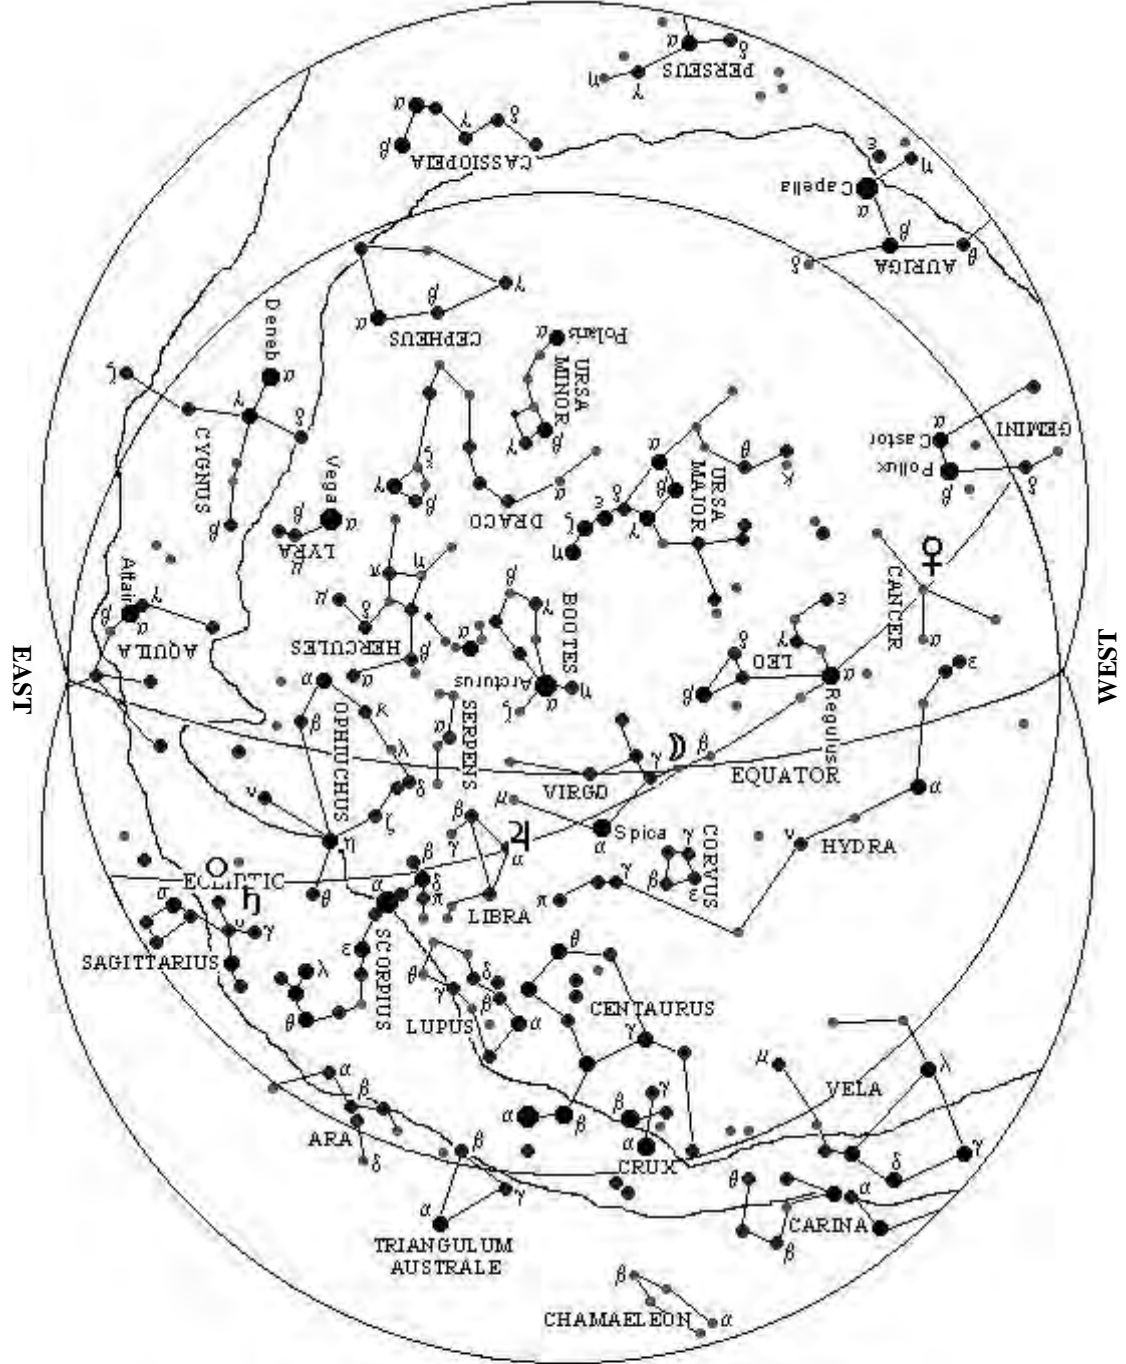 α δ
PERSEUS
η γ
α γ δ
β
CASSIOPEIA
ε η
Capella
α
β θ
δ
AURIGA
γ
β
α
CEPHEUS
Deneb
α
α Polaris
URSA
MINOR
γ β
ζ
γ
δ
CYGNUS
β
Vega
α
β
LYRA
μ
ξ
γ
β
DRACO
α
α
β
δ
ε
ζ
γ
η
URSA
MAJOR
θ
κ
α
Castor
Pollux
β
GEMINI
δ
Altair
γ
β
α
AQUILA
π
η
μ
δ
HERCULES
β
α
α
β
γ
BOOTES
Arcturus
α
η
ζ
ε
γ
LEO
δ
β
α
Regulus
♀
CANCER
α
ε
EAST
WEST
α
β
κ
λ
δ
ζ
η
ν
θ
OPHIUCHUS
SERPENS
α
☽
γ
β
VIRGO
EQUATOR
μ
Spica
α
γ
β
ε
CORVUS
α
ν
HYDRA
γ
π
β
γ
♃
α
LIBRA
ECLIPTIC
♄
σ
υ
γ
SAGITTARIUS
β
δ
π
α
SCORPIUS
ε
λ
θ
θ
γ
δ
β
α
LUPUS
θ
CENTAURUS
γ
α
β
μ
λ
VELA
γ
δ
β
γ
α
CRUX
α
β
ARA
δ
β
α
γ
TRIANGULUM
AUSTRALE
θ
α
CARINA
β
β
CHAMAELEON
α